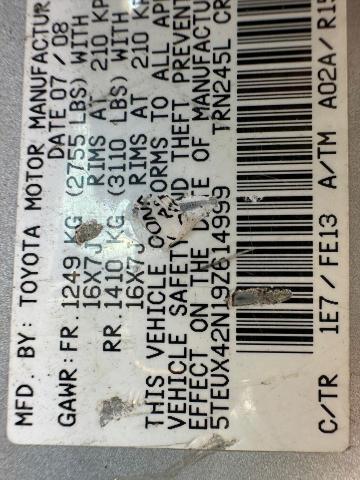 MFD. BY: TOYOTA MOTOR MANUFACTUR
DATE 07 / 08
GAWR: FR. 1249 KG (2755 LBS) WITH P
16X7J RIMS AT 210 KP
RR. 1410 KG (3110 LBS) WITH
16X7J RIMS AT 210 K
THIS VEHICLE CONFORMS TO ALL AP
VEHICLE SAFETY AND THEFT PREVENT
EFFECT ON THE DATE OF MANUFACTU
5TEUX42N19Z614999 TRN245L CR
C/TR 1E7 / FE13 A/TM A02A/ R15